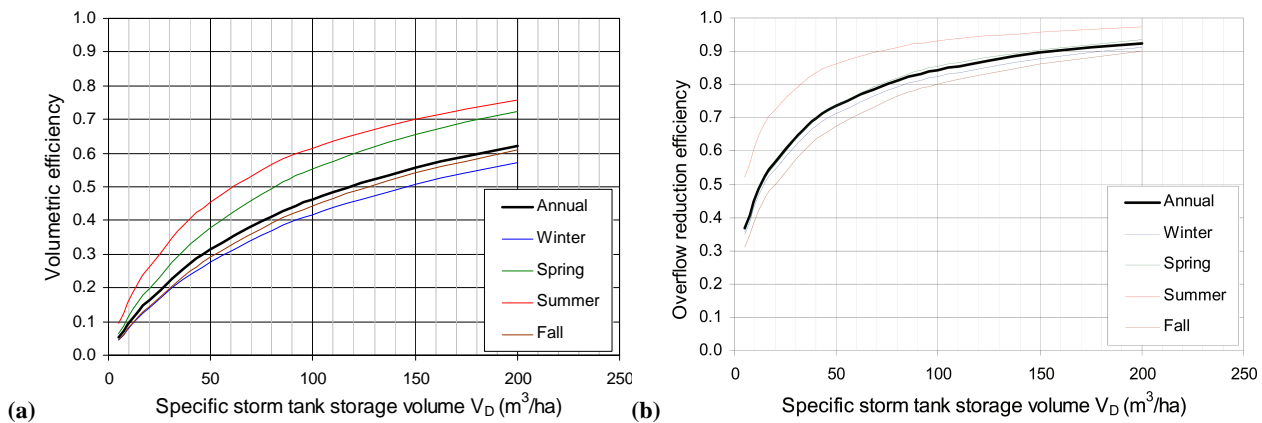 1.0
0.9
0.8
0.7
0.6
0.5
0.4
0.3
0.2
0.1
0.0
Volumetric efficiency
0 50 100 150 200 250
Specific storm tank storage volume V_D (m³/ha)
Annual
Winter
Spring
Summer
Fall
(a)
1.0
0.9
0.8
0.7
0.6
0.5
0.4
0.3
0.2
0.1
0.0
Overflow reduction efficiency
0 50 100 150 200 250
Specific storm tank storage volume V_D (m³/ha)
Annual
Winter
Spring
Summer
Fall
(b)